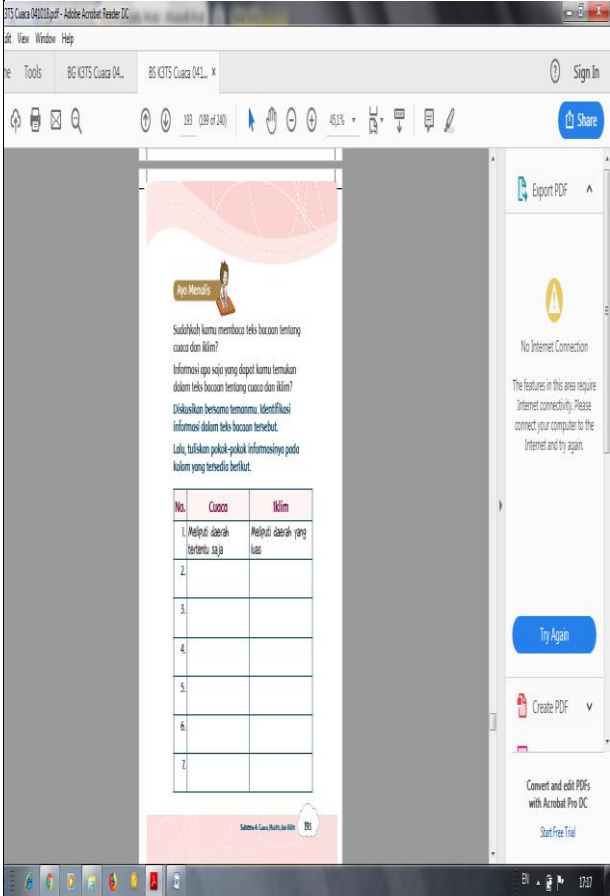 3T5 Cuaca 041018.pdf - Adobe Acrobat Reader DC
Edit View Window Help
me Tools BG K3T5 Cuaca 04... BS K3T5 Cuaca 041... × Sign In
193 (199 of 240) 45,1% Share
Export PDF
Ayo Menulis
Sudahkah kamu membaca teks bacaan tentang
cuaca dan iklim?
Informasi apa saja yang dapat kamu temukan
dalam teks bacaan tentang cuaca dan iklim?
Diskusikan bersama temanmu. Identifikasi
informasi dalam teks bacaan tersebut.
Lalu, tuliskan pokok-pokok informasinya pada
kolom yang tersedia berikut.
No. Cuaca Iklim
1. Meliputi daerah Meliputi daerah yang
tertentu saja luas
2.
3.
4.
5.
6.
7.
Subtema 4: Cuaca, Musim, dan Iklim 193
No Internet Connection
The features in this area require
Internet connectivity. Please
connect your computer to the
Internet and try again.
Try Again
Create PDF
Convert and edit PDFs
with Acrobat Pro DC
Start Free Trial
EN 17:17